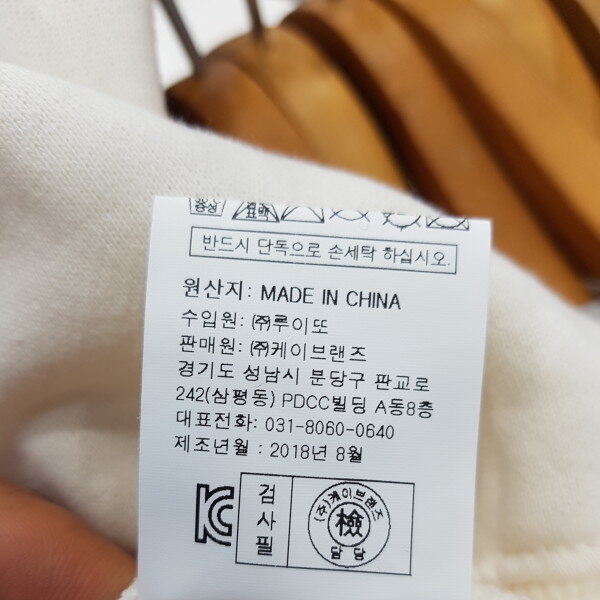 표백
반드시 단독으로 손세탁 하십시오.
원산지: MADE IN CHINA
수입원: ㈜루이또
판매원: ㈜케이브랜즈
경기도 성남시 분당구 판교로
242(삼평동) PDCC빌딩 A동8층
대표전화: 031-8060-0640
제조년월 : 2018년 8월
검
사
필
(주)케이브랜즈
檢
담당